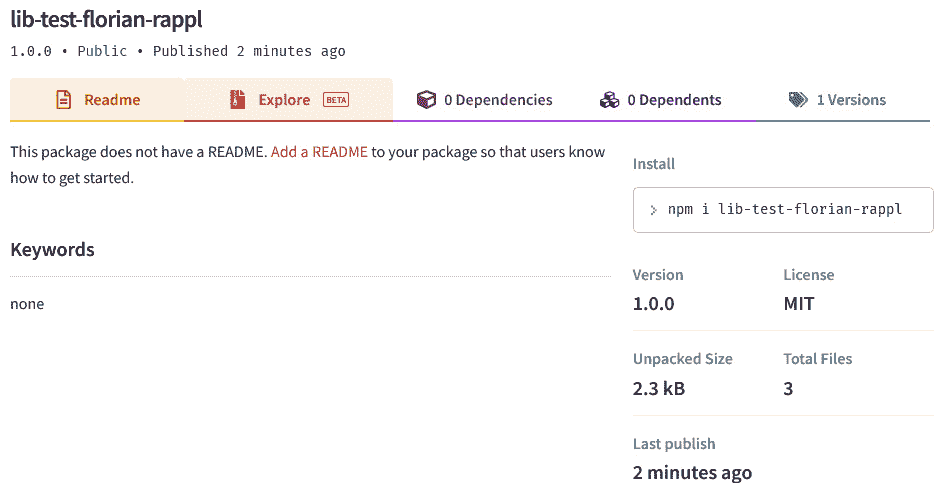 lib-test-florian-rappl
1.0.0 • Public • Published 2 minutes ago
Readme
Explore BETA
0 Dependencies
0 Dependents
1 Versions
This package does not have a README. Add a README to your package so that users know
how to get started.
Keywords
none
Install
> npm i lib-test-florian-rappl
Version License
1.0.0 MIT
Unpacked Size Total Files
2.3 kB 3
Last publish
2 minutes ago